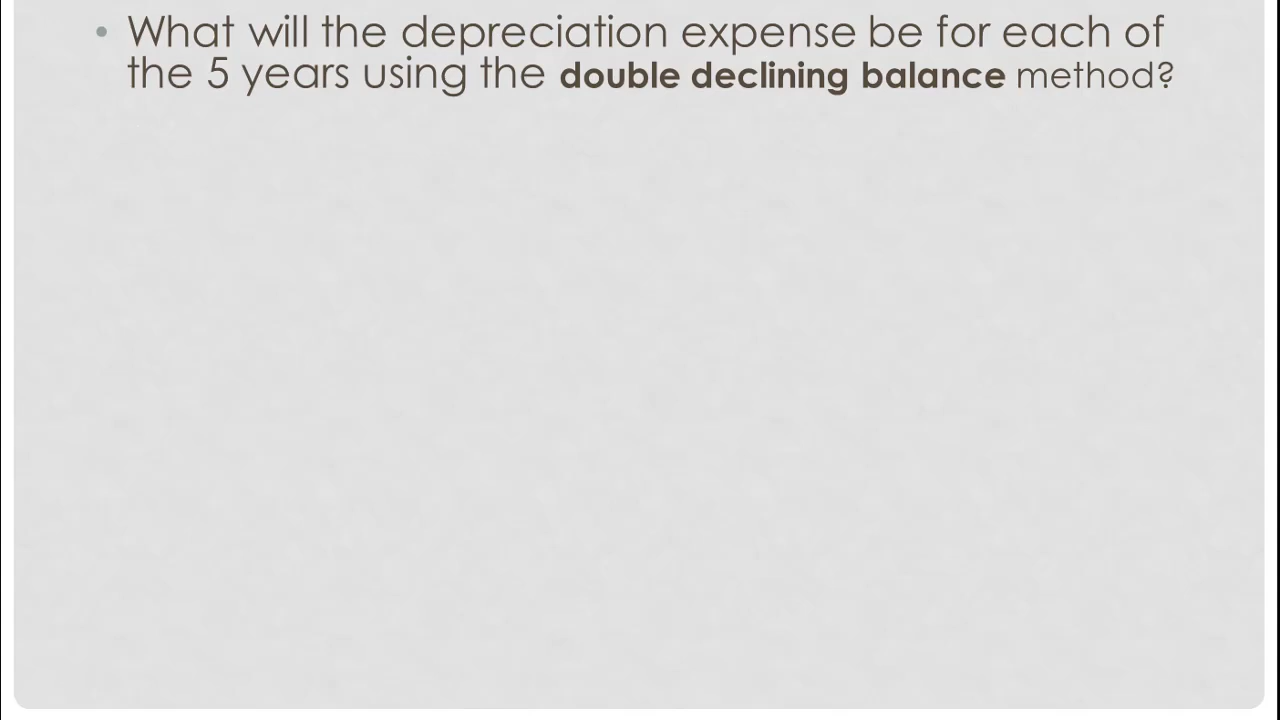 • What will the depreciation expense be for each of
the 5 years using the double declining balance method?